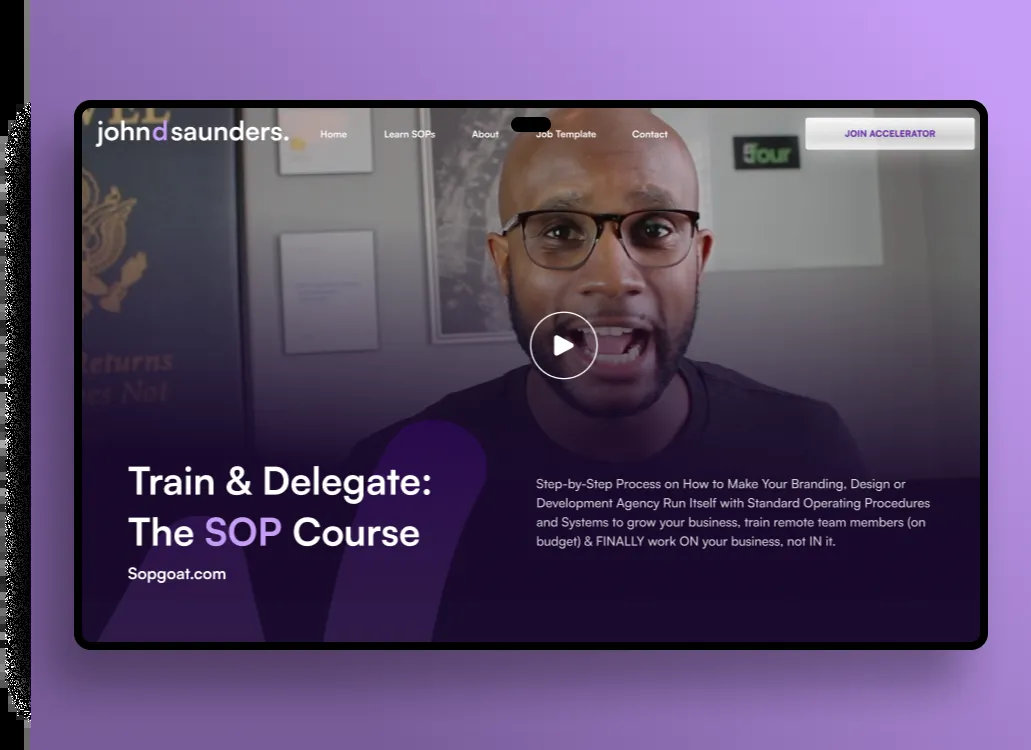 johndsaunders.
Home
Learn SOPs
About
Job Template
Contact
JOIN ACCELERATOR
Returns
Does Not
Train & Delegate:
The SOP Course
Sopgoat.com
Step-by-Step Process on How to Make Your Branding, Design or
Development Agency Run Itself with Standard Operating Procedures
and Systems to grow your business, train remote team members (on
budget) & FINALLY work ON your business, not IN it.